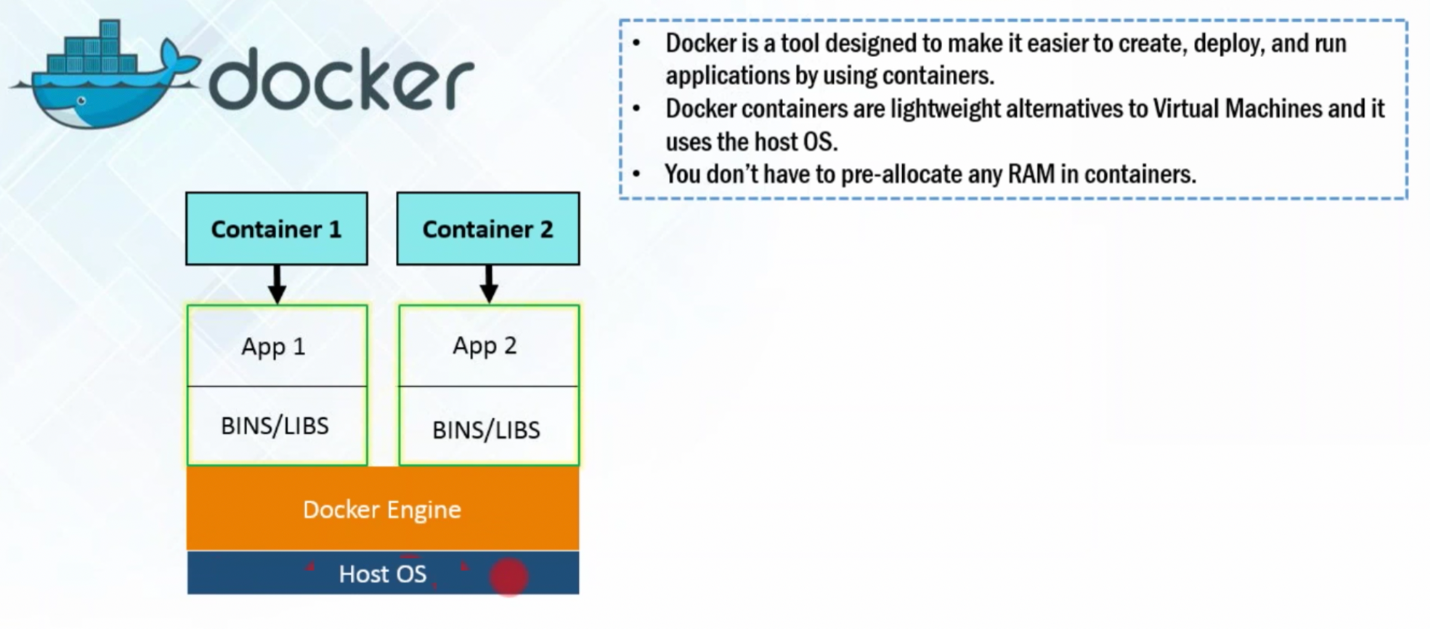 docker
• Docker is a tool designed to make it easier to create, deploy, and run
applications by using containers.
• Docker containers are lightweight alternatives to Virtual Machines and it
uses the host OS.
• You don't have to pre-allocate any RAM in containers.
Container 1
Container 2
App 1
App 2
BINS/LIBS
BINS/LIBS
Docker Engine
Host OS